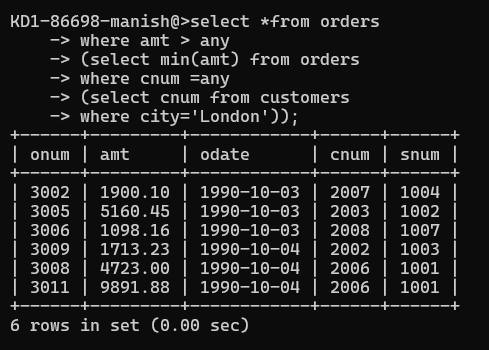 KD1-86698-manish@>select *from orders
    -> where amt > any
    -> (select min(amt) from orders
    -> where cnum =any
    -> (select cnum from customers
    -> where city='London'));
+------+---------+------------+------+------+
| onum | amt     | odate      | cnum | snum |
+------+---------+------------+------+------+
| 3002 | 1900.10 | 1990-10-03 | 2007 | 1004 |
| 3005 | 5160.45 | 1990-10-03 | 2003 | 1002 |
| 3006 | 1098.16 | 1990-10-03 | 2008 | 1007 |
| 3009 | 1713.23 | 1990-10-04 | 2002 | 1003 |
| 3008 | 4723.00 | 1990-10-04 | 2006 | 1001 |
| 3011 | 9891.88 | 1990-10-04 | 2006 | 1001 |
+------+---------+------------+------+------+
6 rows in set (0.00 sec)